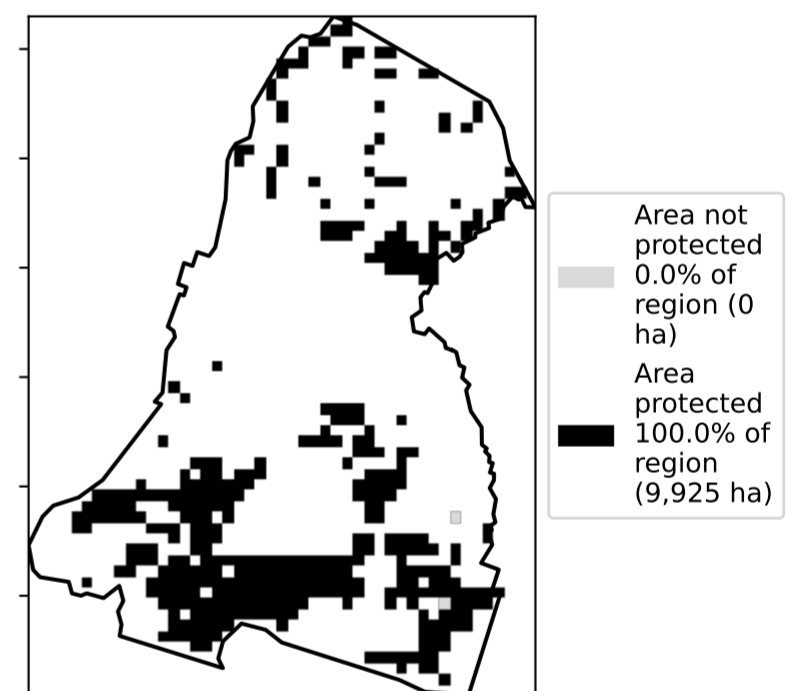 Area not
protected
0.0% of
region (0
ha)
Area
protected
100.0% of
region
(9,925 ha)